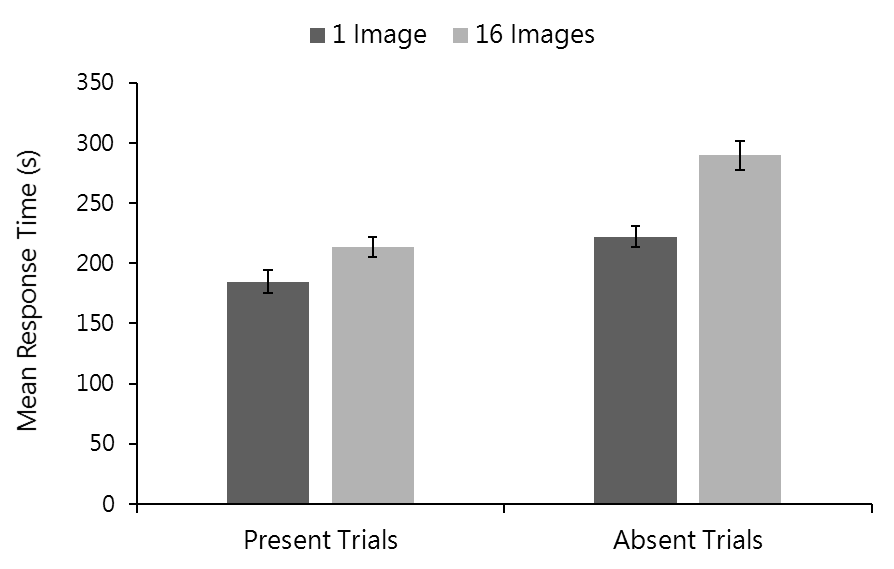 1 Image 16 Images
350
300
250
200
150
100
50
0
Mean Response Time (s)
Present Trials Absent Trials